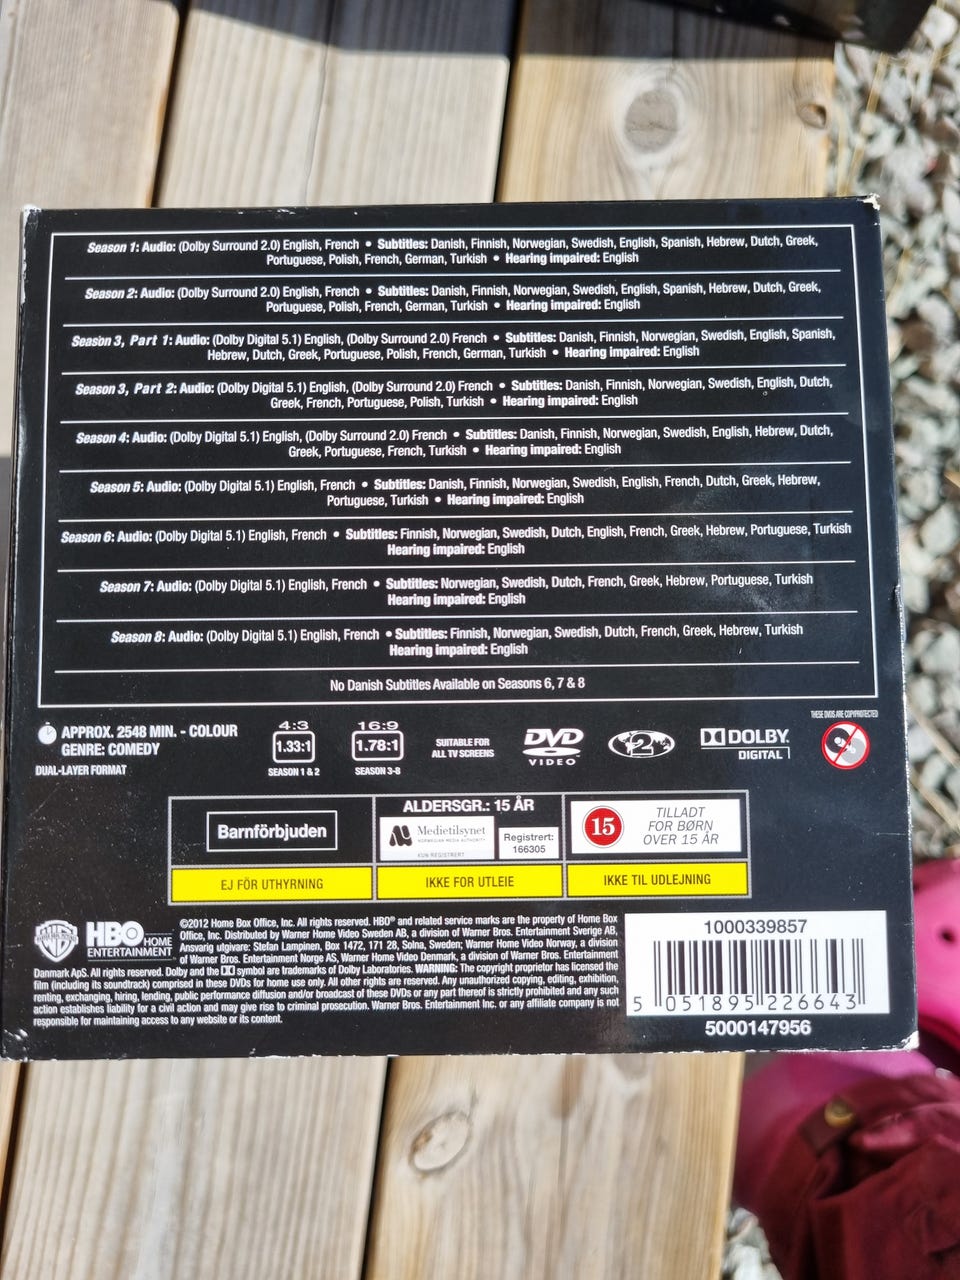 Season 1: Audio: (Dolby Surround 2.0) English, French • Subtitles: Danish, Finnish, Norwegian, Swedish, English, Spanish, Hebrew, Dutch, Greek,
Portuguese, Polish, French, German, Turkish • Hearing impaired: English
Season 2: Audio: (Dolby Surround 2.0) English, French • Subtitles: Danish, Finnish, Norwegian, Swedish, English, Spanish, Hebrew, Dutch, Greek,
Portuguese, Polish, French, German, Turkish • Hearing impaired: English
Season 3, Part 1: Audio: (Dolby Digital 5.1) English, (Dolby Surround 2.0) French • Subtitles: Danish, Finnish, Norwegian, Swedish, English, Spanish,
Hebrew, Dutch, Greek, Portuguese, Polish, French, German, Turkish • Hearing impaired: English
Season 3, Part 2: Audio: (Dolby Digital 5.1) English, (Dolby Surround 2.0) French • Subtitles: Danish, Finnish, Norwegian, Swedish, English, Dutch,
Greek, French, Portuguese, Polish, Turkish • Hearing impaired: English
Season 4: Audio: (Dolby Digital 5.1) English, (Dolby Surround 2.0) French • Subtitles: Danish, Finnish, Norwegian, Swedish, English, Hebrew, Dutch,
Greek, Portuguese, French, Turkish • Hearing impaired: English
Season 5: Audio: (Dolby Digital 5.1) English, French • Subtitles: Danish, Finnish, Norwegian, Swedish, English, French, Dutch, Greek, Hebrew,
Portuguese, Turkish • Hearing impaired: English
Season 6: Audio: (Dolby Digital 5.1) English, French • Subtitles: Finnish, Norwegian, Swedish, Dutch, English, French, Greek, Hebrew, Portuguese, Turkish
Hearing impaired: English
Season 7: Audio: (Dolby Digital 5.1) English, French • Subtitles: Norwegian, Swedish, Dutch, French, Greek, Hebrew, Portuguese, Turkish
Hearing impaired: English
Season 8: Audio: (Dolby Digital 5.1) English, French • Subtitles: Finnish, Norwegian, Swedish, Dutch, French, Greek, Hebrew, Turkish
Hearing impaired: English
No Danish Subtitles Available on Seasons 6, 7 & 8
APPROX. 2548 MIN. - COLOUR
GENRE: COMEDY
DUAL-LAYER FORMAT
4:3
1.33:1
SEASON 1 & 2
16:9
1.78:1
SEASON 3-8
SUITABLE FOR
ALL TV SCREENS
DVD
VIDEO
2
DOLBY
DIGITAL
THESE DVDS ARE COPYPROTECTED
Barnförbjuden
EJ FÖR UTHYRNING
ALDERSGR.: 15 ÅR
Medietilsynet
NORWEGIAN MEDIA AUTHORITY
KUN REGISTRERT
Registrert:
166305
IKKE FOR UTLEIE
15
TILLADT
FOR BØRN
OVER 15 ÅR
IKKE TIL UDLEJNING
HBO HOME
ENTERTAINMENT
©2012 Home Box Office, Inc. All rights reserved. HBO® and related service marks are the property of Home Box
Office, Inc. Distributed by Warner Home Video Sweden AB, a division of Warner Bros. Entertainment Sverige AB,
Ansvarig utgivare: Stefan Lampinen, Box 1472, 171 28, Solna, Sweden; Warner Home Video Norway, a division
of Warner Bros. Entertainment Norge AS, Warner Home Video Denmark, a division of Warner Bros. Entertainment
Danmark ApS. All rights reserved. Dolby and the symbol are trademarks of Dolby Laboratories. WARNING: The copyright proprietor has licensed the
film (including its soundtrack) comprised in these DVDs for home use only. All other rights are reserved. Any unauthorized copying, editing, exhibition,
renting, exchanging, hiring, lending, public performance diffusion and/or broadcast of these DVDs or any part thereof is strictly prohibited and any such
action establishes liability for a civil action and may give rise to criminal prosecution. Warner Bros. Entertainment Inc. or any affiliate company is not
responsible for maintaining access to any website or its content.
1000339857
5 051895 226643
5000147956